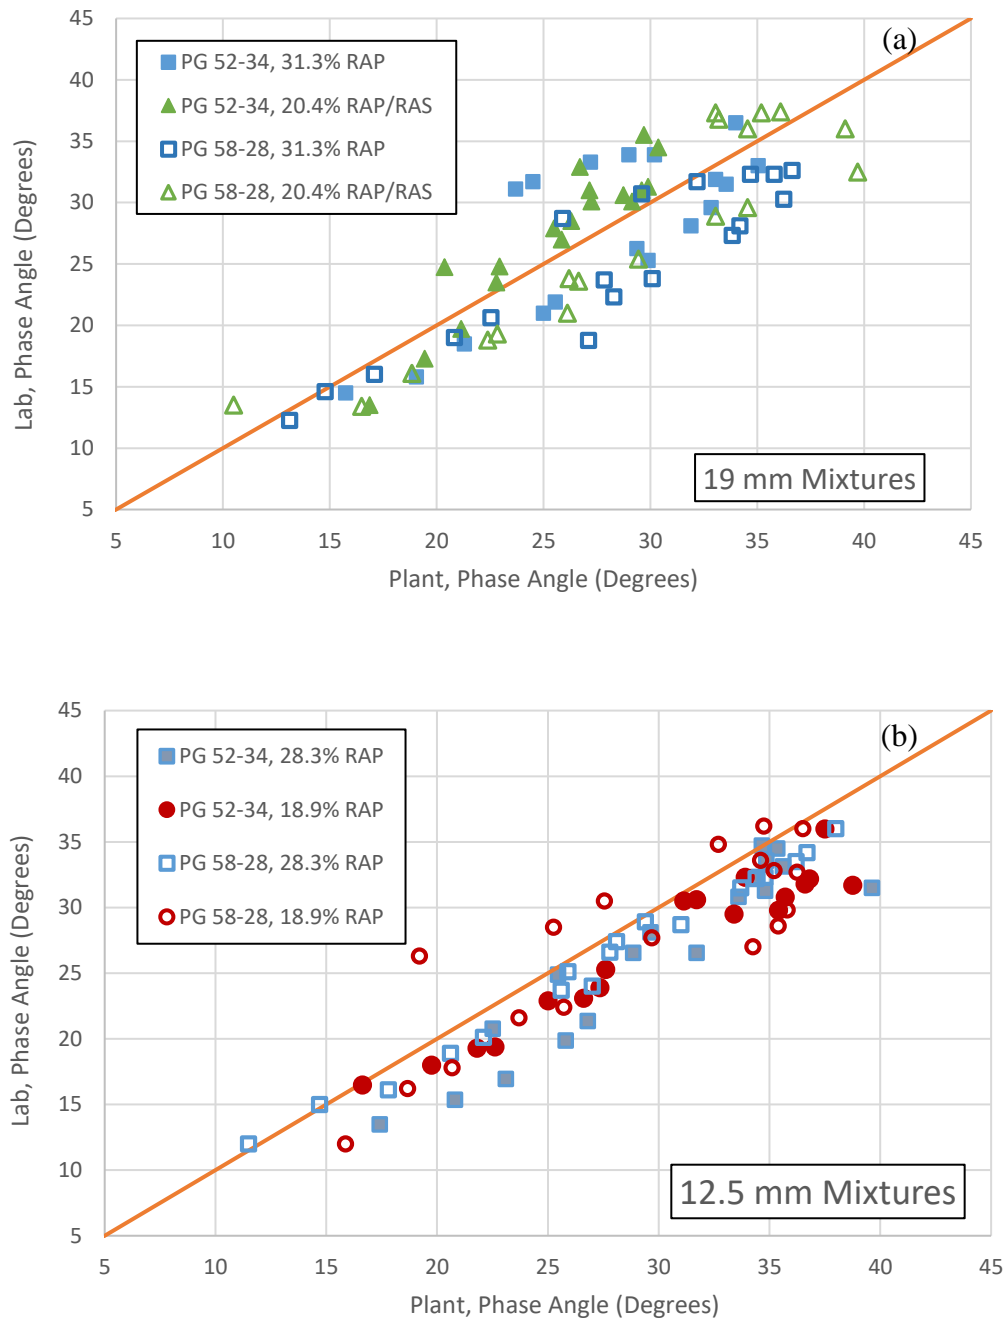 45
40
35
30
25
20
15
10
5
Lab, Phase Angle (Degrees)
(a)
PG 52-34, 31.3% RAP
PG 52-34, 20.4% RAP/RAS
PG 58-28, 31.3% RAP
PG 58-28, 20.4% RAP/RAS
19 mm Mixtures
5 10 15 20 25 30 35 40 45
Plant, Phase Angle (Degrees)
45
40
35
30
25
20
15
10
5
Lab, Phase Angle (Degrees)
(b)
PG 52-34, 28.3% RAP
PG 52-34, 18.9% RAP
PG 58-28, 28.3% RAP
PG 58-28, 18.9% RAP
12.5 mm Mixtures
5 10 15 20 25 30 35 40 45
Plant, Phase Angle (Degrees)